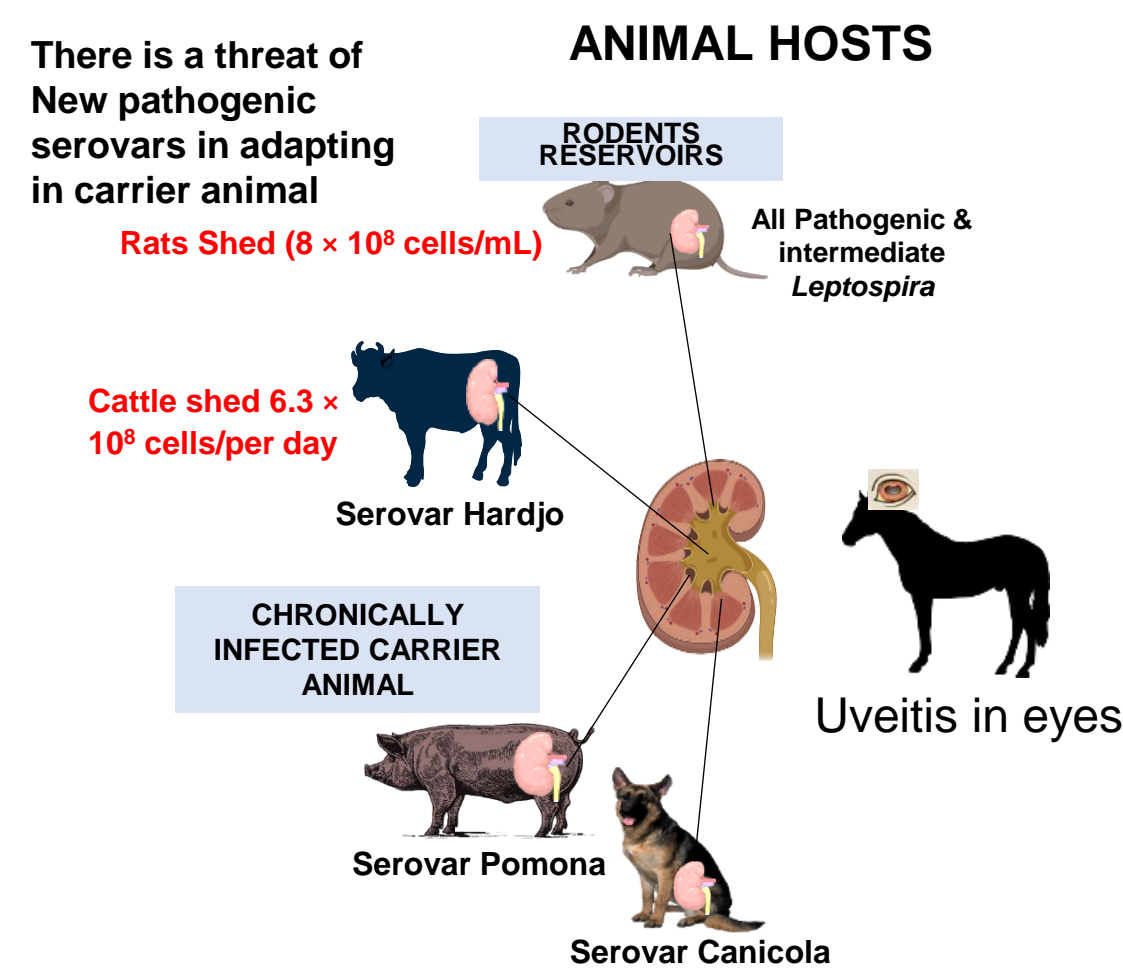 There is a threat of
New pathogenic
serovars in adapting
in carrier animal
ANIMAL HOSTS
RODENTS
RESERVOIRS
Rats Shed (8 × 10⁸ cells/mL)
All Pathogenic &
intermediate
Leptospira
Cattle shed 6.3 ×
10⁸ cells/per day
Serovar Hardjo
CHRONICALLY
INFECTED CARRIER
ANIMAL
Uveitis in eyes
Serovar Pomona
Serovar Canicola